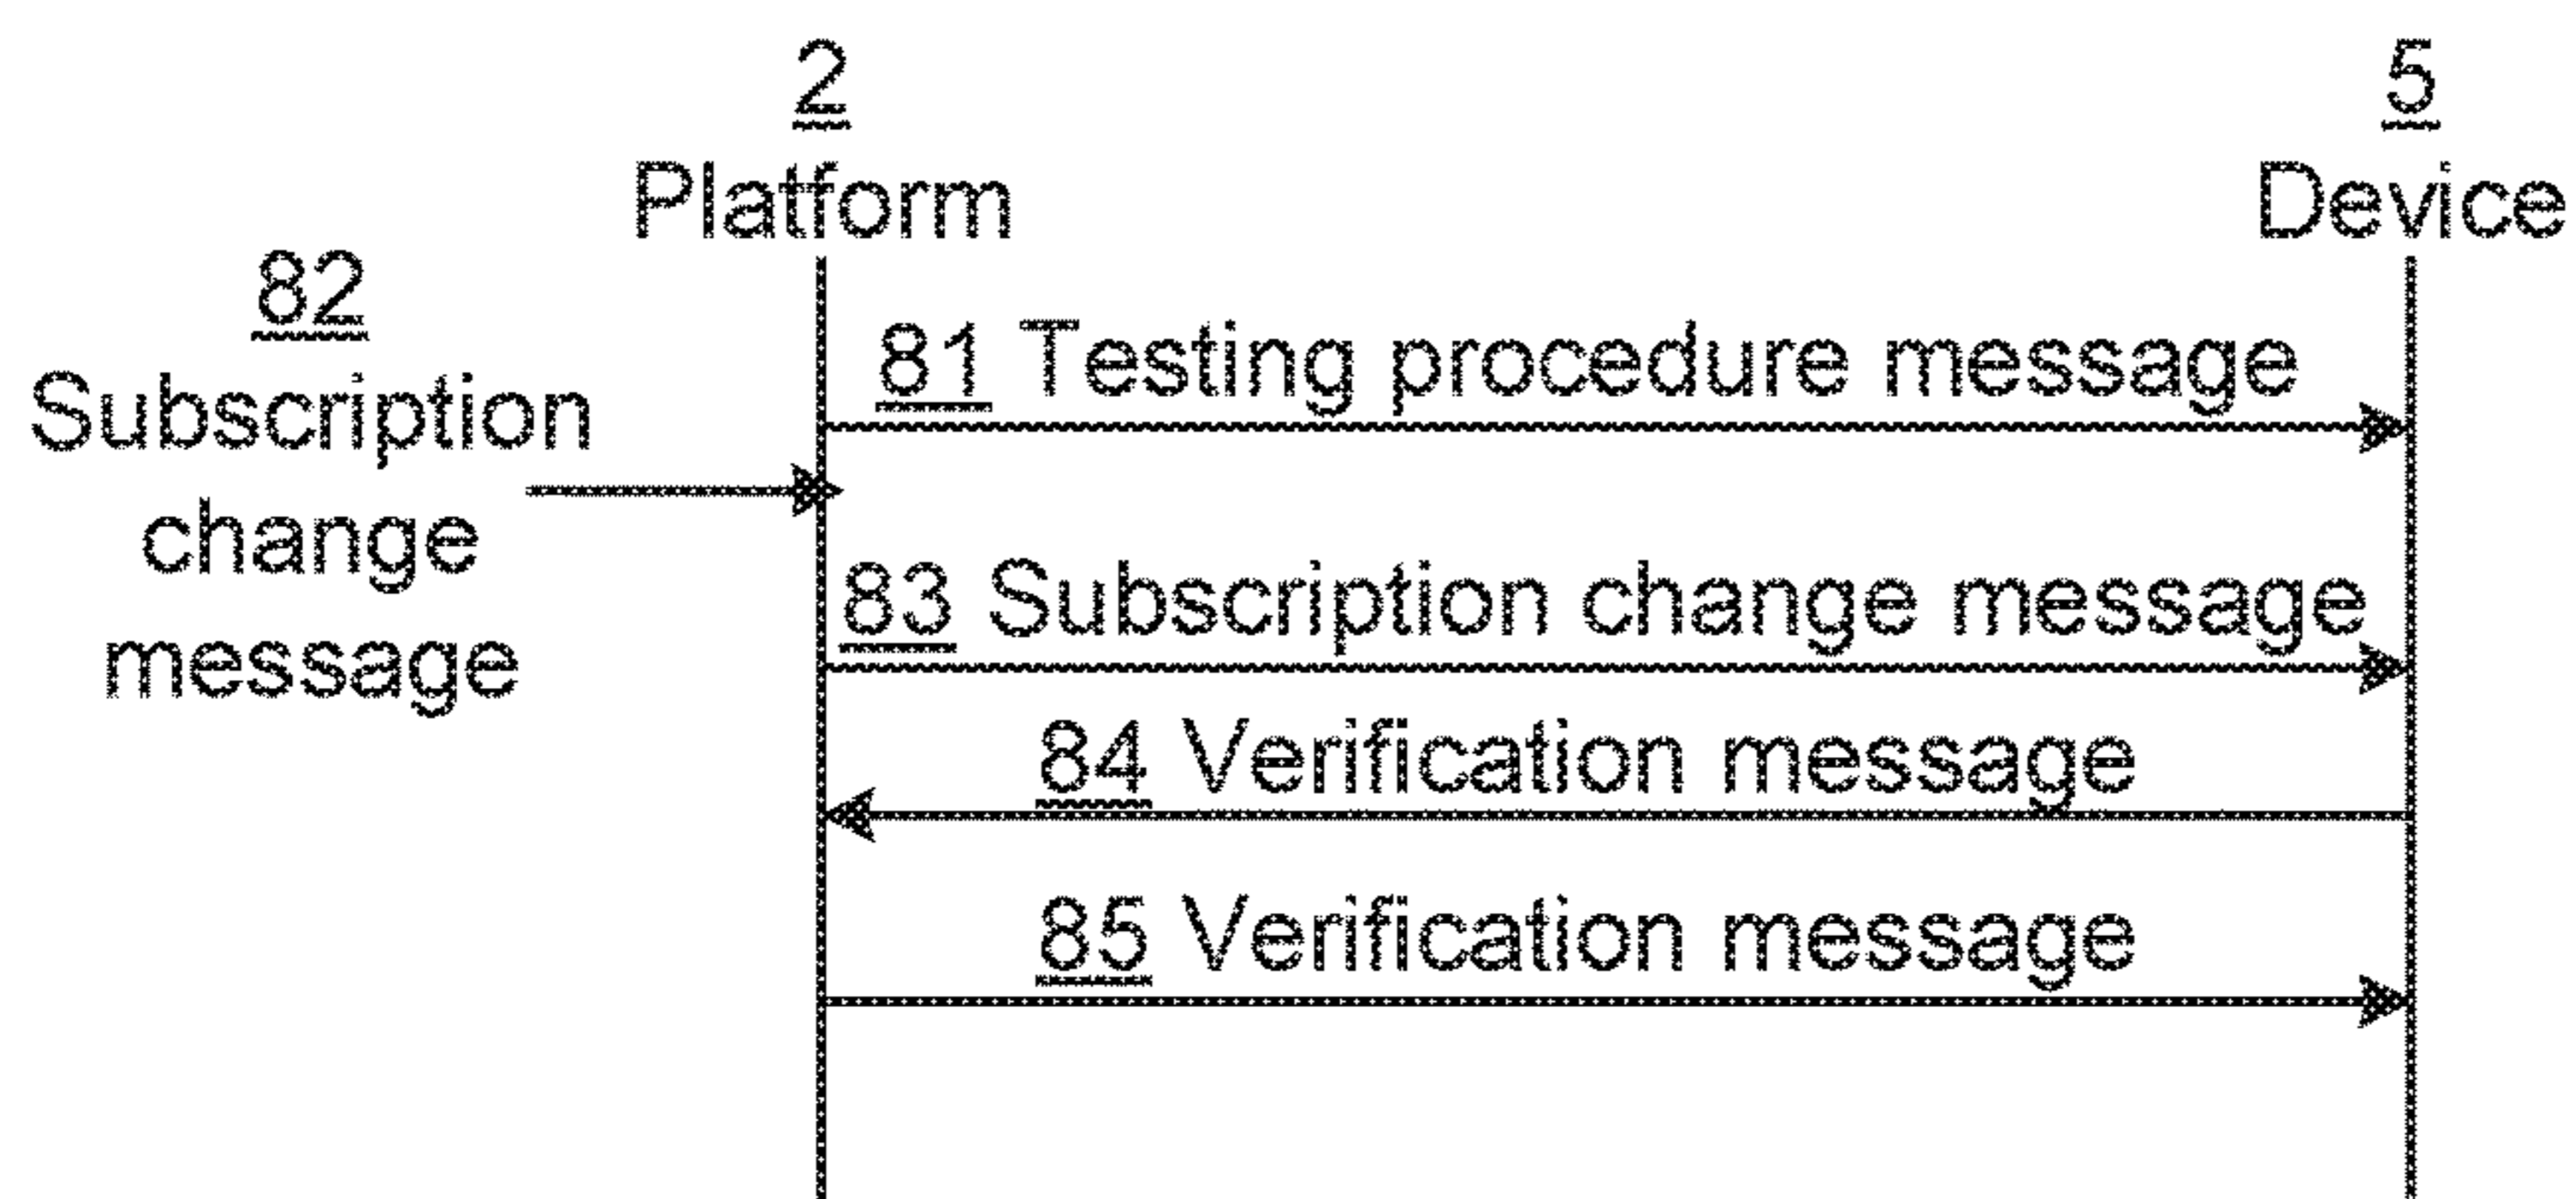 2
Platform
5
Device
82
Subscription
change
message
81 Testing procedure message
83 Subscription change message
84 Verification message
85 Verification message